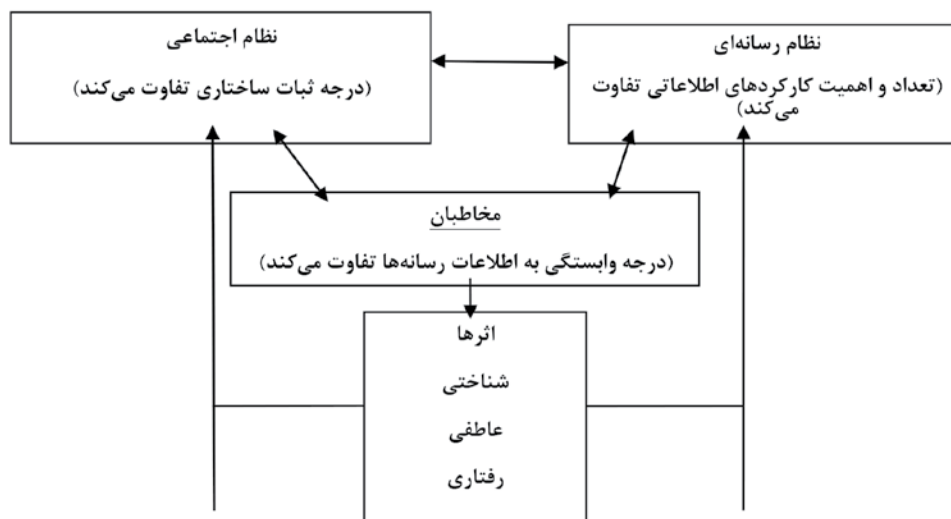 نظام رسانه‌ای
(تعداد و اهمیت کارکردهای اطلاعاتی تفاوت
می‌کند)
نظام اجتماعی
(درجه ثبات ساختاری تفاوت می‌کند)
مخاطبان
(درجه وابستگی به اطلاعات رسانه‌ها تفاوت می‌کند)
اثرها
شناختی
عاطفی
رفتاری